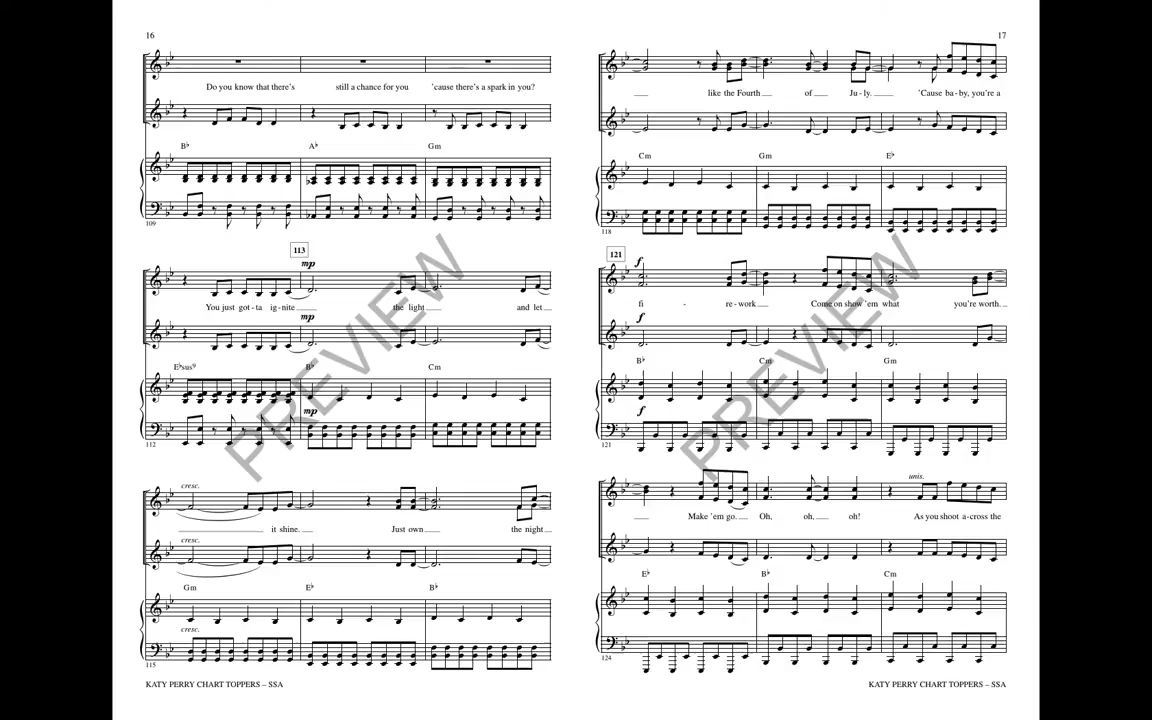 16
Do you know that there's still a chance for you 'cause there's a spark in you?
B♭ A♭ Gm
109
113
mp
You just got - ta ig - nite the light and let
mp
E♭sus9 B♭ Cm
mp
112
cresc.
it shine. Just own the night
cresc.
Gm E♭ B♭
cresc.
115
KATY PERRY CHART TOPPERS – SSA
17
like the Fourth of Ju - ly. 'Cause ba - by, you're a
Cm Gm E♭
118
121
f
fi - re - work Come on show 'em what you're worth.
f
B♭ Cm Gm
f
121
unis.
Make 'em go. Oh, oh, oh! As you shoot a - cross the
E♭ B♭ Cm
124
KATY PERRY CHART TOPPERS – SSA
PREVIEW
PREVIEW